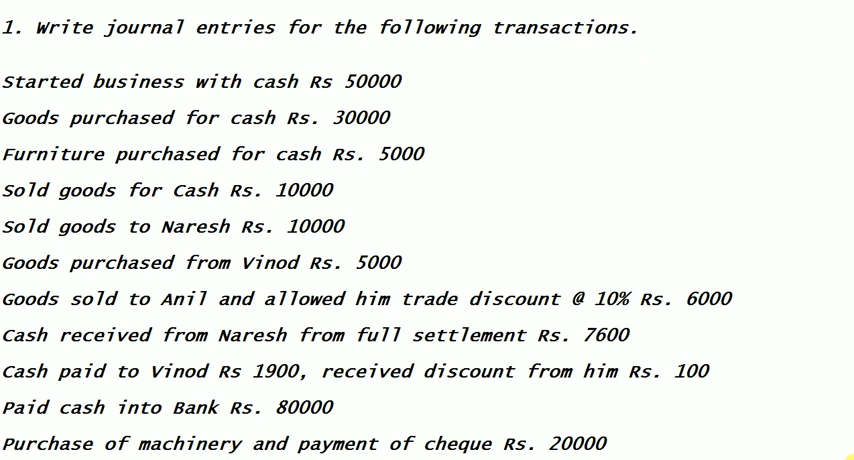 1. Write journal entries for the following transactions.
Started business with cash Rs 50000
Goods purchased for cash Rs. 30000
Furniture purchased for cash Rs. 5000
Sold goods for Cash Rs. 10000
Sold goods to Naresh Rs. 10000
Goods purchased from Vinod Rs. 5000
Goods sold to Anil and allowed him trade discount @ 10% Rs. 6000
Cash received from Naresh from full settlement Rs. 7600
Cash paid to Vinod Rs 1900, received discount from him Rs. 100
Paid cash into Bank Rs. 80000
Purchase of machinery and payment of cheque Rs. 20000